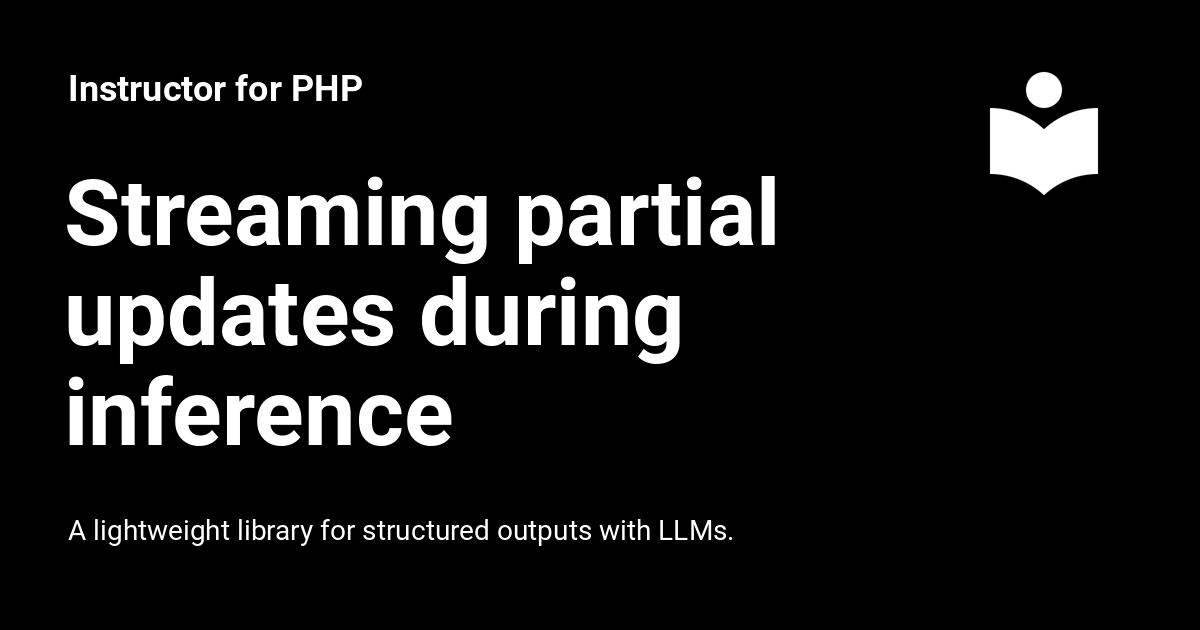 Instructor for PHP
Streaming partial
updates during
inference
A lightweight library for structured outputs with LLMs.